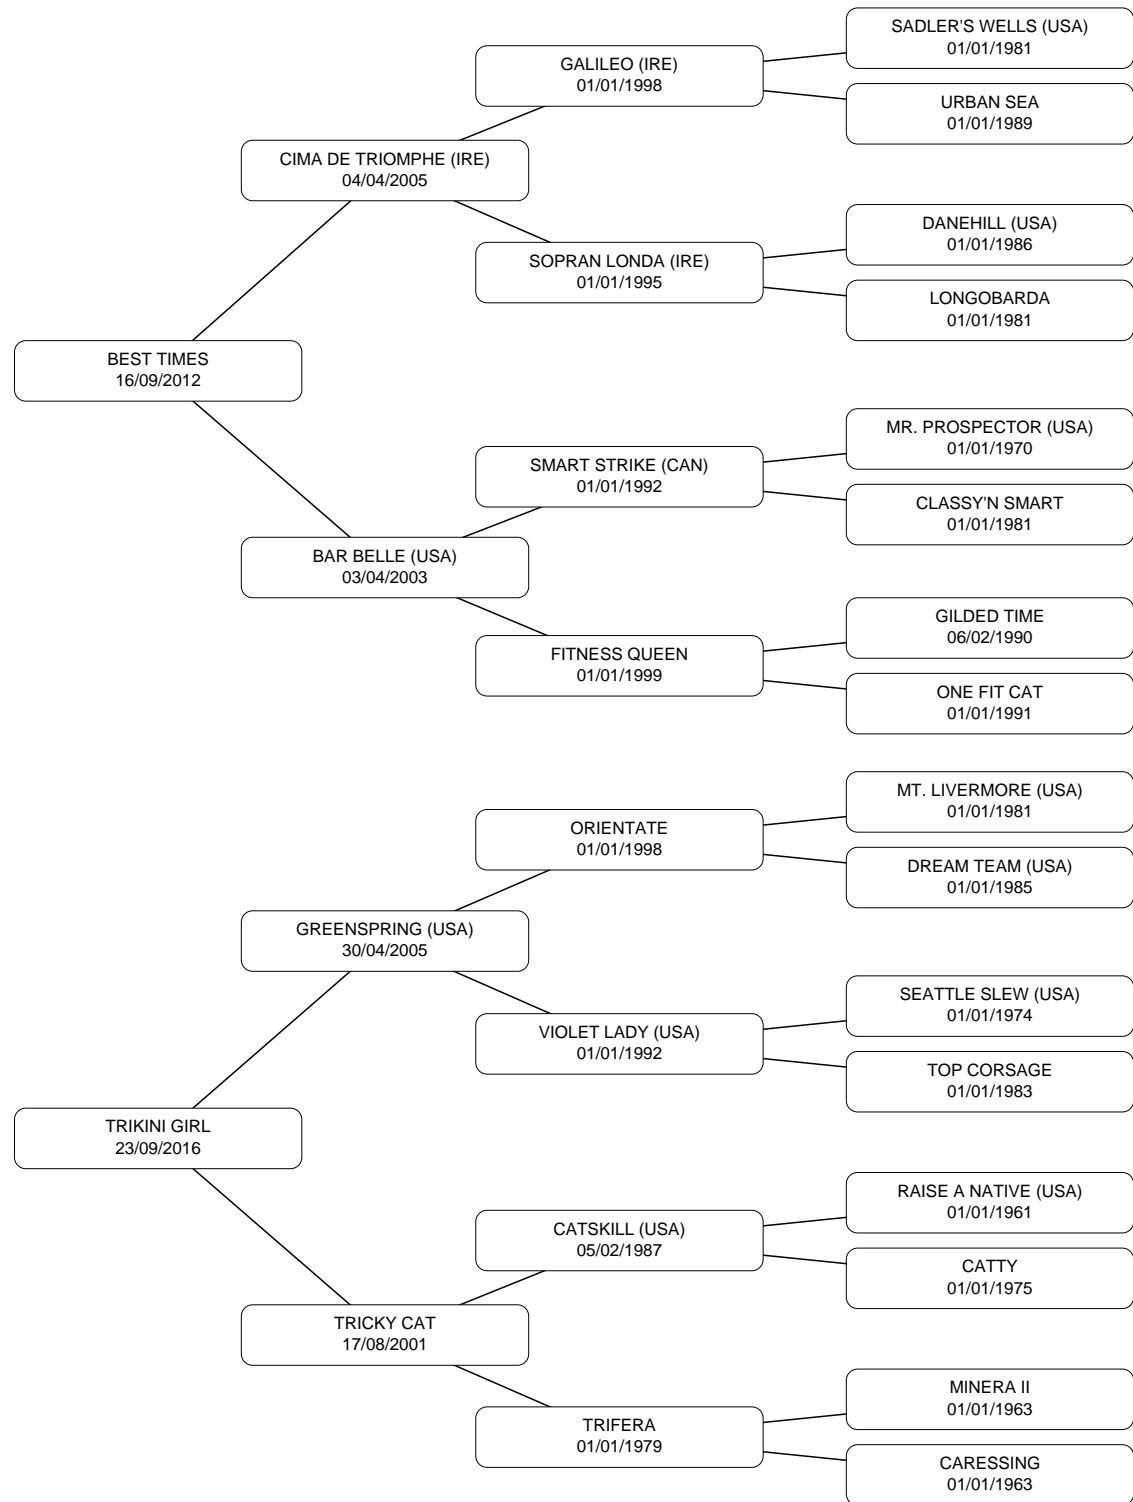 SADLER'S WELLS (USA)
01/01/1981
GALILEO (IRE)
01/01/1998
URBAN SEA
01/01/1989
CIMA DE TRIOMPHE (IRE)
04/04/2005
DANEHILL (USA)
01/01/1986
SOPRAN LONDA (IRE)
01/01/1995
LONGOBARDA
01/01/1981
BEST TIMES
16/09/2012
MR. PROSPECTOR (USA)
01/01/1970
SMART STRIKE (CAN)
01/01/1992
CLASSY'N SMART
01/01/1981
BAR BELLE (USA)
03/04/2003
GILDED TIME
06/02/1990
FITNESS QUEEN
01/01/1999
ONE FIT CAT
01/01/1991
MT. LIVERMORE (USA)
01/01/1981
ORIENTATE
01/01/1998
DREAM TEAM (USA)
01/01/1985
GREENSPRING (USA)
30/04/2005
SEATTLE SLEW (USA)
01/01/1974
VIOLET LADY (USA)
01/01/1992
TOP CORSAGE
01/01/1983
TRIKINI GIRL
23/09/2016
RAISE A NATIVE (USA)
01/01/1961
CATSKILL (USA)
05/02/1987
CATTY
01/01/1975
TRICKY CAT
17/08/2001
MINERA II
01/01/1963
TRIFERA
01/01/1979
CARESSING
01/01/1963